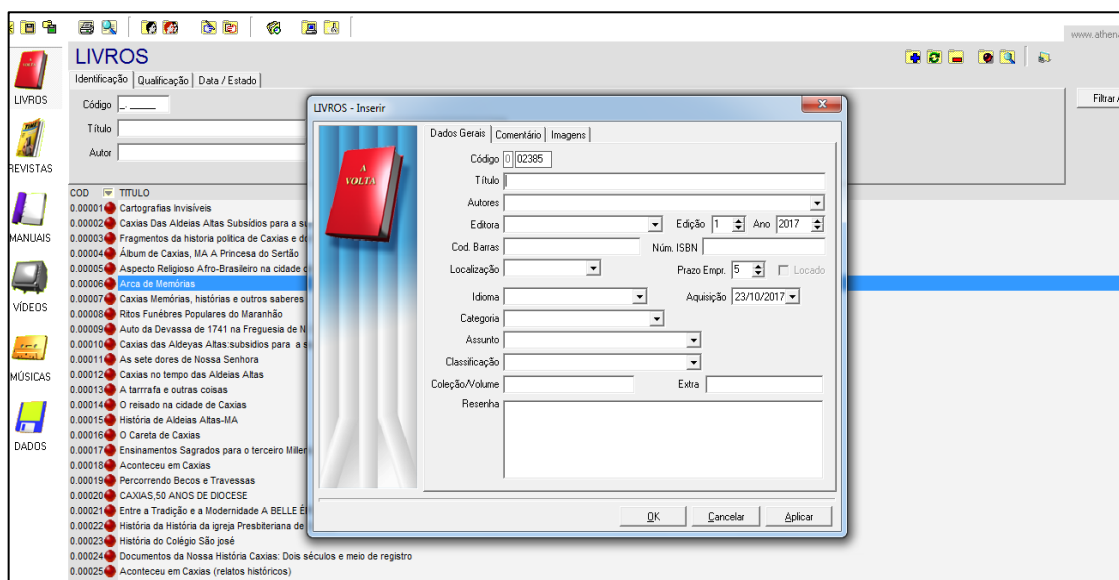 www.athena
LIVROS
Identificação Qualificação Data / Estado
Código _._____
Título
Autor
Filtrar
LIVROS
REVISTAS
MANUAIS
VÍDEOS
MÚSICAS
DADOS
COD TITULO
0.00001 Cartografias Invisíveis
0.00002 Caxias Das Aldeias Altas Subsídios para a
0.00003 Fragmentos da historia politica de Caxias e
0.00004 Álbum de Caxias, MA A Princesa do Sertão
0.00005 Aspecto Religioso Afro-Brasileiro na cidade
0.00006 Arca de Memórias
0.00007 Caxias Memórias, histórias e outros saberes
0.00008 Ritos Funébres Populares do Maranhão
0.00009 Auto da Devassa de 1741 na Freguesia de
0.00010 Caxias das Aldeyas Altas:subsidios para a
0.00011 As sete dores de Nossa Senhora
0.00012 Caxias no tempo das Aldeias Altas
0.00013 A tarrrafa e outras coisas
0.00014 O reisado na cidade de Caxias
0.00015 História de Aldeias Altas-MA
0.00016 O Careta de Caxias
0.00017 Ensinamentos Sagrados para o terceiro
0.00018 Aconteceu em Caxias
0.00019 Percorrendo Becos e Travessas
0.00020 CAXIAS,50 ANOS DE DIOCESE
0.00021 Entre a Tradição e a Modernidade A BELLE
0.00022 História da História da igreja Presbiteriana de
0.00023 História do Colégio São josé
0.00024 Documentos da Nossa História Caxias: Dois séculos e meio de registro
0.00025 Aconteceu em Caxias (relatos históricos)
LIVROS - Inserir
A VOLTA
Dados Gerais Comentário Imagens
Código 0 02385
Título
Autores
Editora Edição 1 Ano 2017
Cod. Barras Núm. ISBN
Localização Prazo Empr. 5 Locado
Idioma Aquisição 23/10/2017
Categoria
Assunto
Classificação
Coleção/Volume Extra
Resenha
OK Cancelar Aplicar